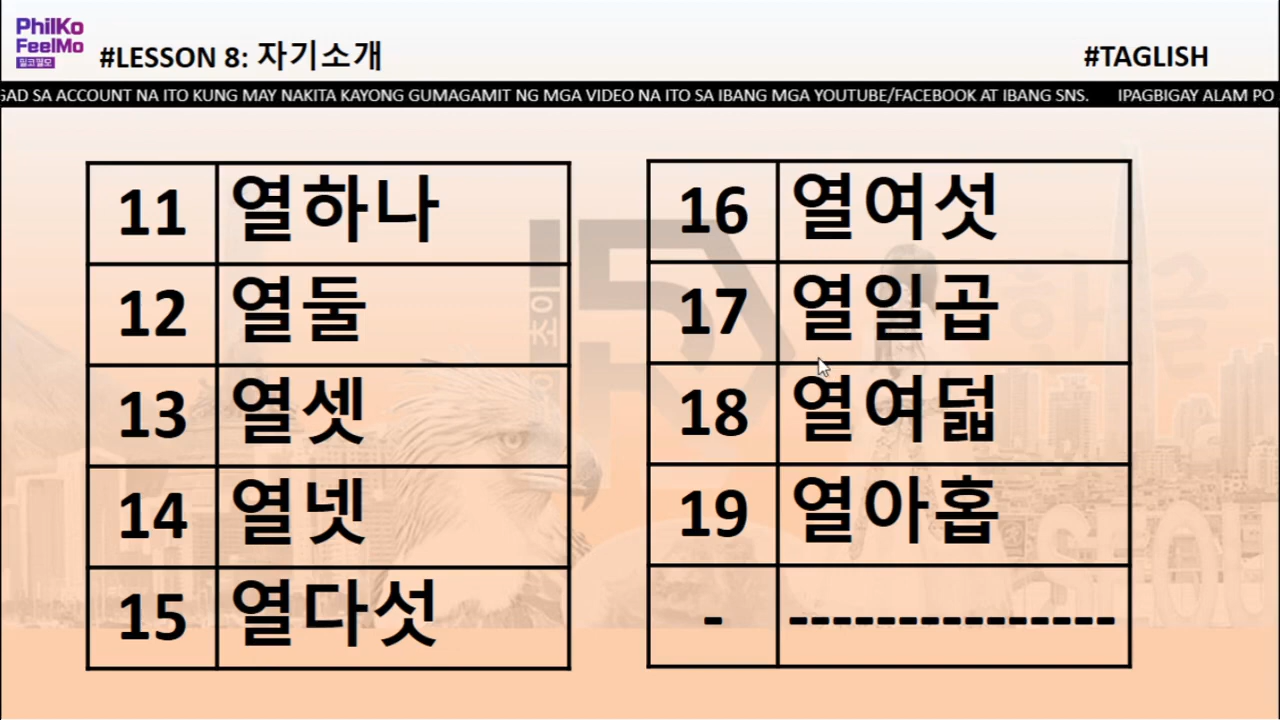 PhilKo
FeelMo
필코필모
#LESSON 8: 자기소개
#TAGLISH
SA ACCOUNT NA ITO KUNG MAY NAKITA KAYONG GUMAGAMIT NG MGA VIDEO NA ITO SA IBANG MGA YOUTUBE/FACEBOOK AT IBANG SNS. IPAGBIGAY ALAM PO
11 열하나
12 열둘
13 열셋
14 열넷
15 열다섯
16 열여섯
17 열일곱
18 열여덟
19 열아홉
- ---------------
한글